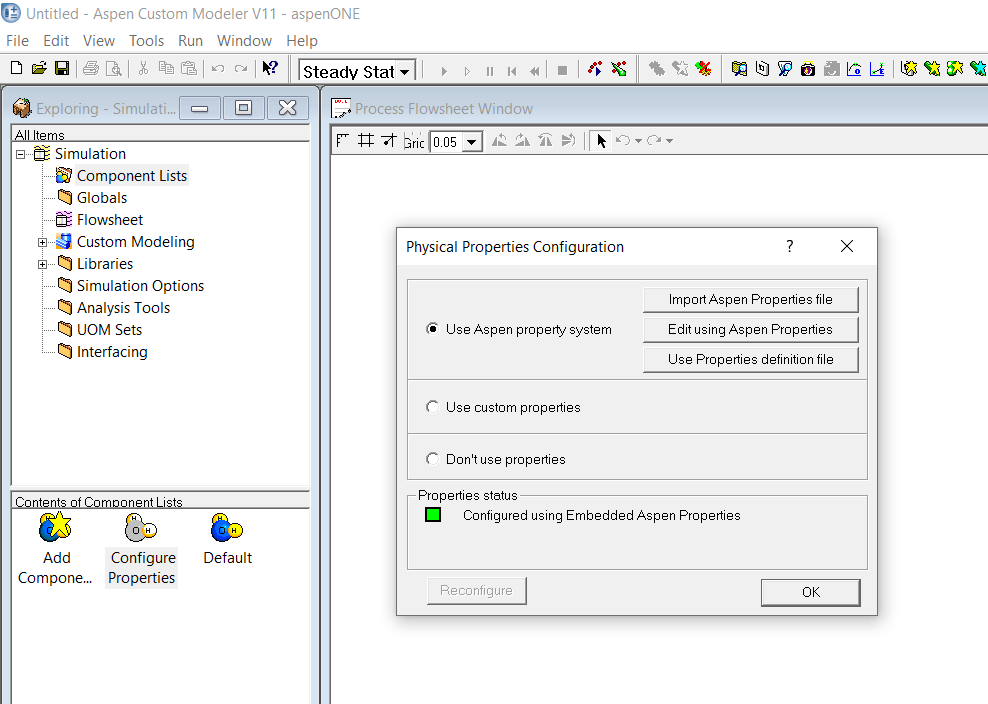 Untitled - Aspen Custom Modeler V11 - aspenONE
File Edit View Tools Run Window Help
Steady Stat
Exploring - Simulati...
Process Flowsheet Window
All Items
Gric 0.05
Simulation
Component Lists
Globals
Flowsheet
Custom Modeling
Libraries
Simulation Options
Analysis Tools
UOM Sets
Interfacing
Physical Properties Configuration ?
Import Aspen Properties file
Use Aspen property system
Edit using Aspen Properties
Use Properties definition file
Use custom properties
Don't use properties
Properties status
Configured using Embedded Aspen Properties
Reconfigure
OK
Contents of Component Lists
Add
Compone...
Configure
Properties
Default